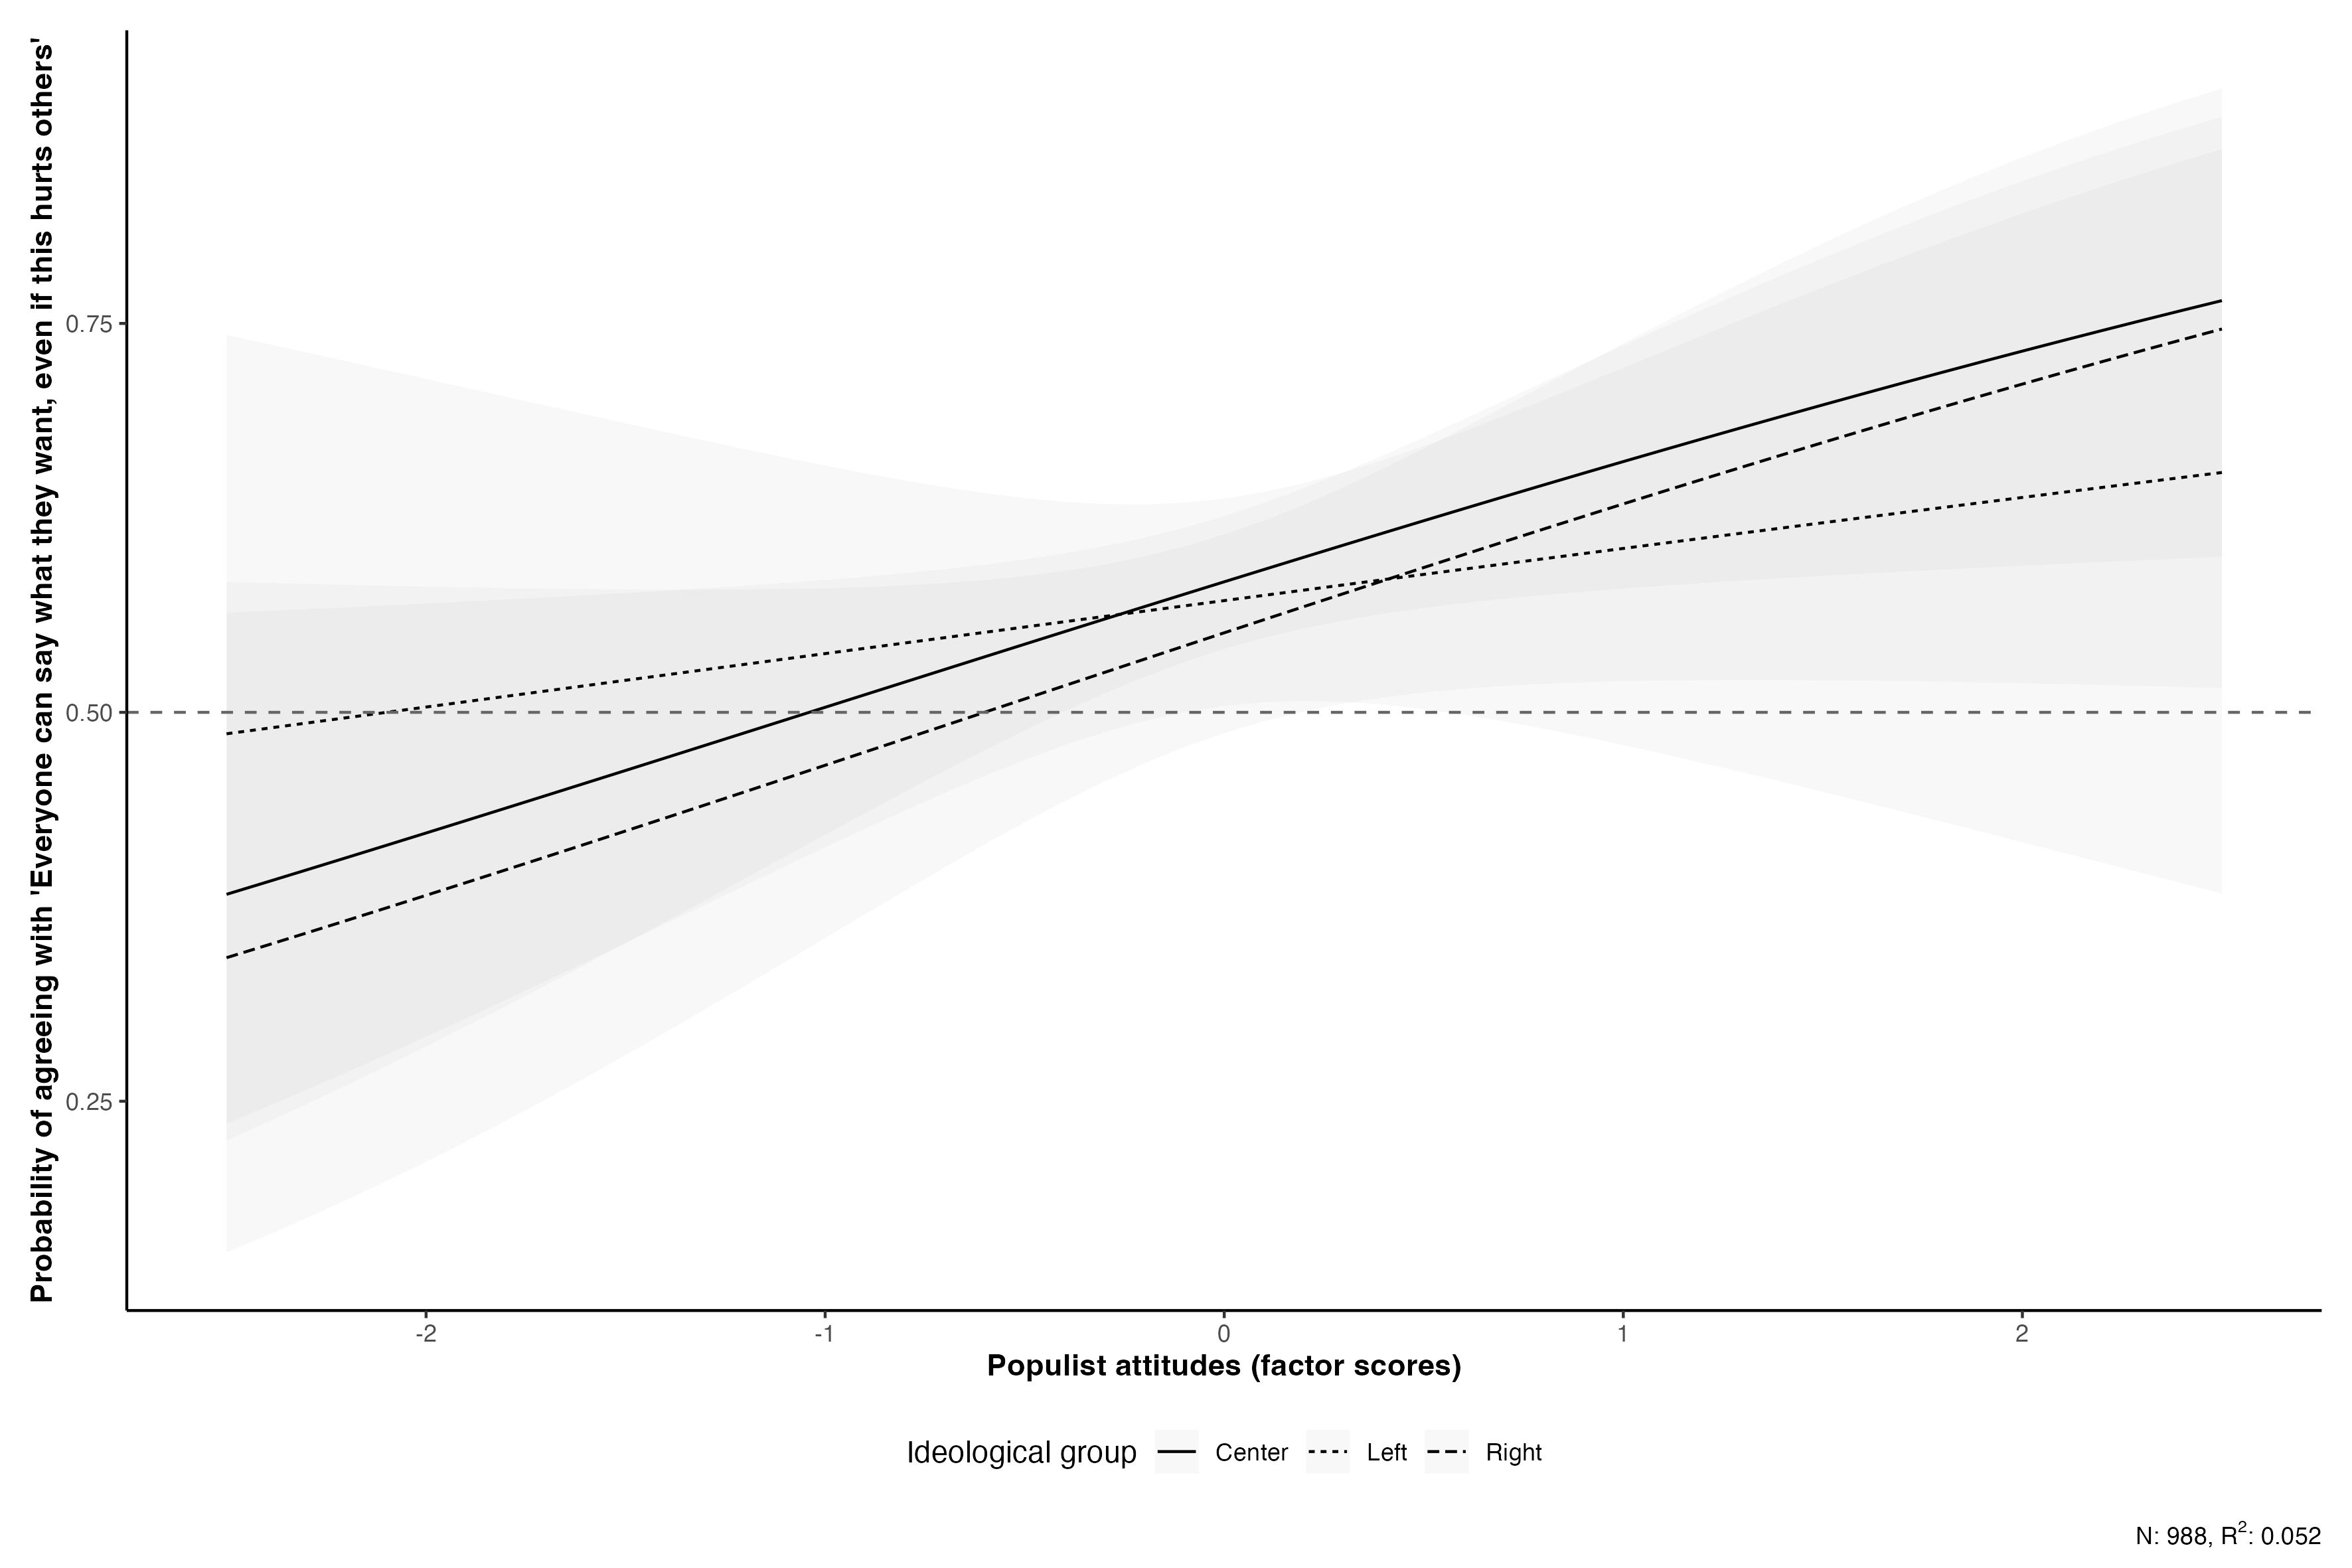 Probability of agreeing with 'Everyone can say what they want, even if this hurts others'
0.75
0.50
0.25
-2 -1 0 1 2
Populist attitudes (factor scores)
Ideological group Center Left Right
N: 988, R²: 0.052